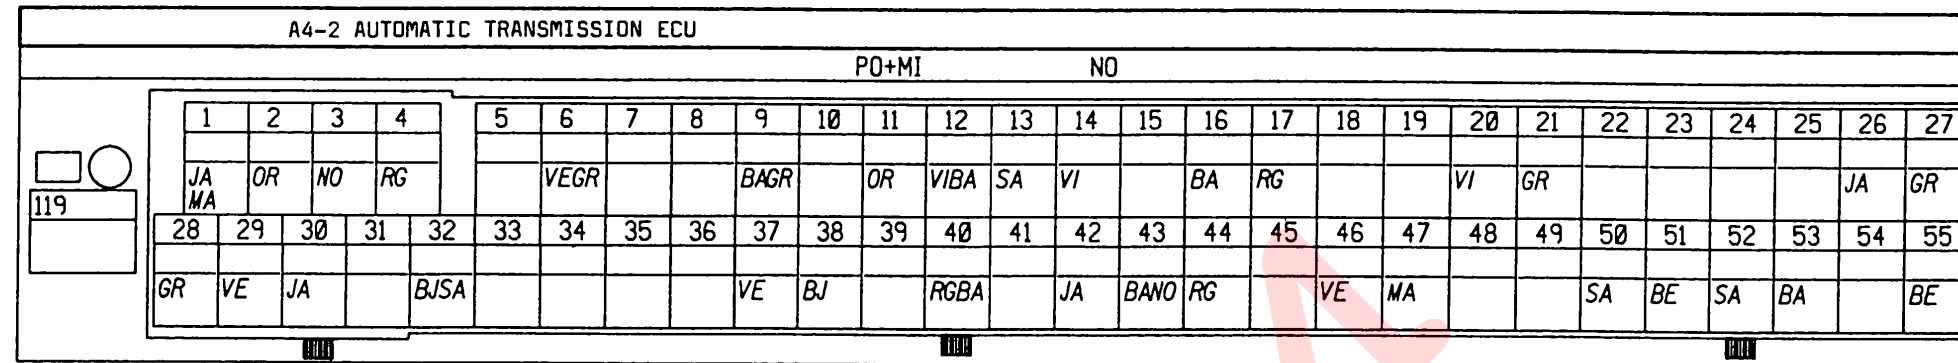 A4-2 AUTOMATIC TRANSMISSION ECU
PO+MI NO
1 2 3 4 5 6 7 8 9 10 11 12 13 14 15 16 17 18 19 20 21 22 23 24 25 26 27
JA OR NO RG VEGR BAGR OR VIBA SA VI BA RG VI GR JA GR
MA
119
28 29 30 31 32 33 34 35 36 37 38 39 40 41 42 43 44 45 46 47 48 49 50 51 52 53 54 55
GR VE JA BJSA VE BJ RGBA JA BANO RG VE MA SA BE SA BA BE